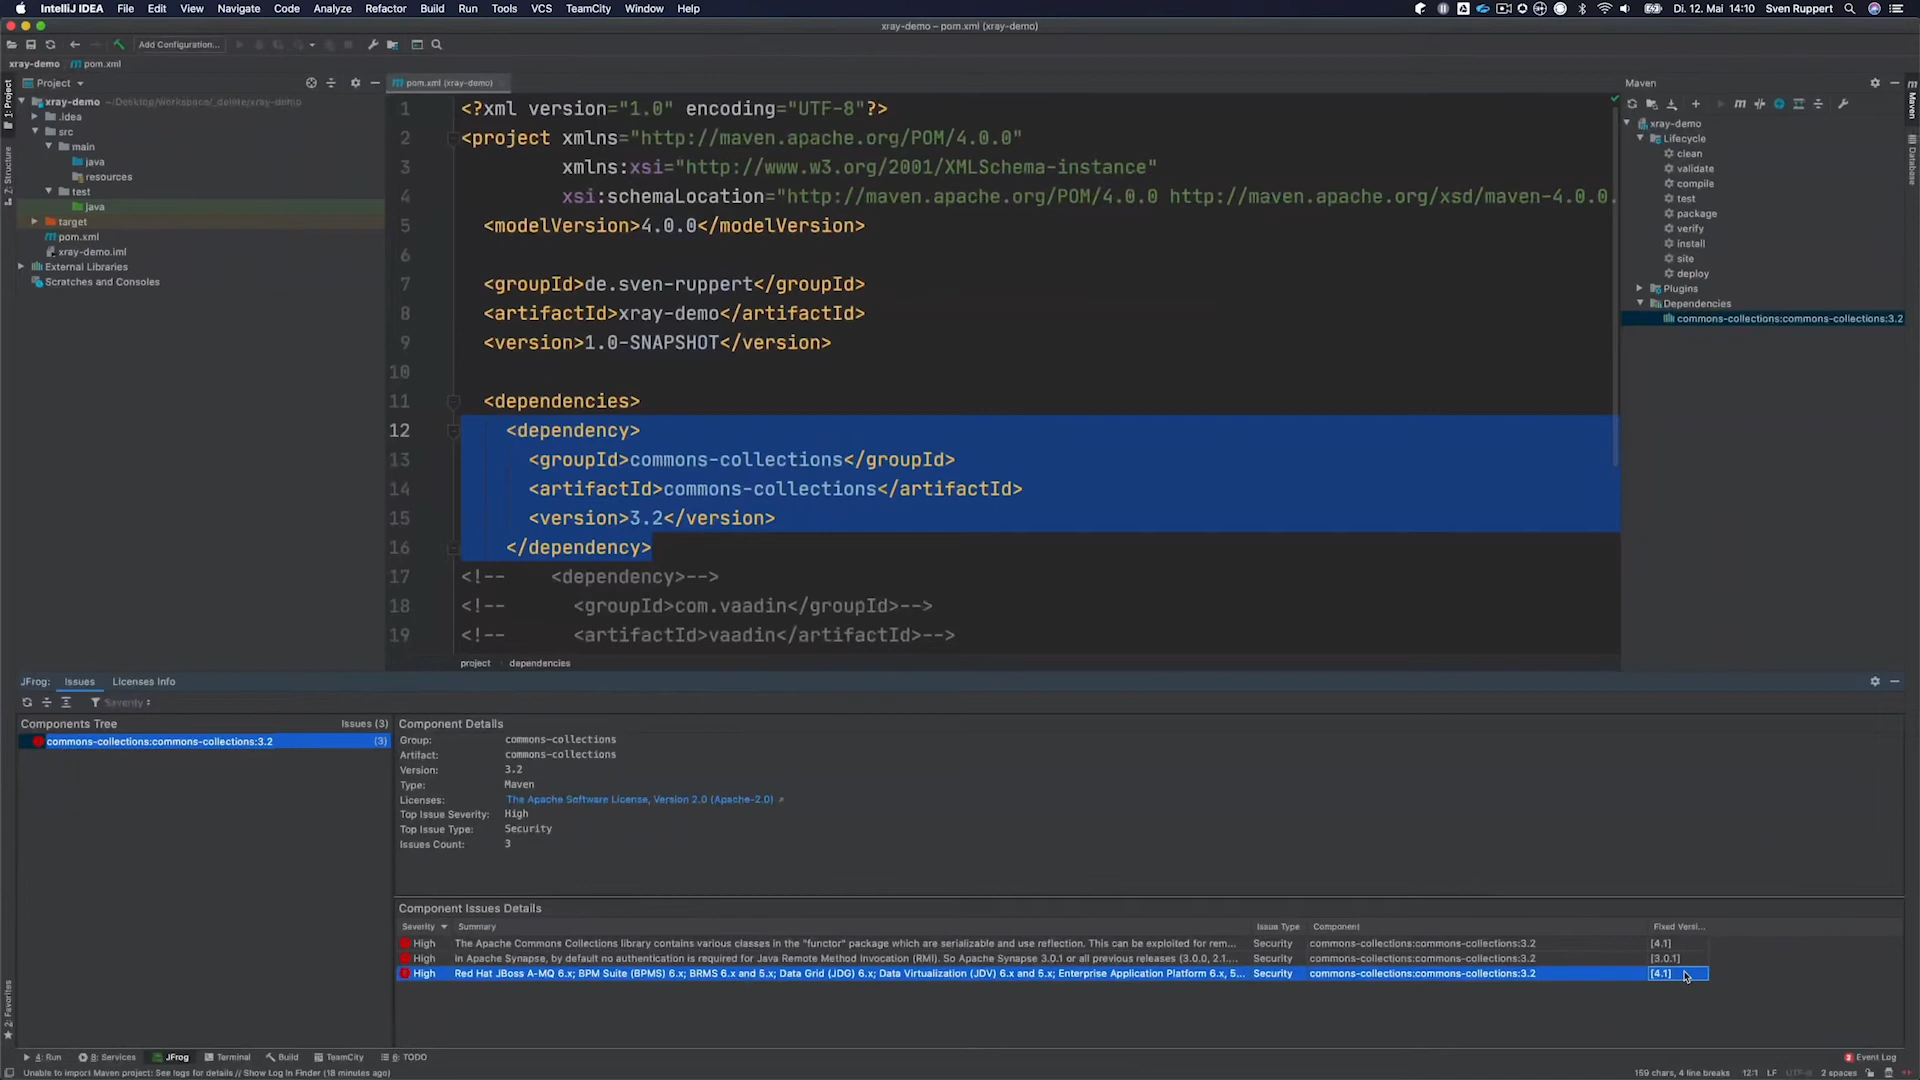 IntelliJ IDEA File Edit View Navigate Code Analyze Refactor Build Run Tools VCS TeamCity Window Help
Di. 12. Mai 14:10 Sven Ruppert
xray-demo – pom.xml (xray-demo)
Add Configuration...
xray-demo pom.xml
Project
pom.xml (xray-demo)
Maven
1: Project
Z: Structure
2: Favorites
Maven
Database
xray-demo ~/Desktop/Workspace/_delete/xray-demo
.idea
src
main
java
resources
test
java
target
pom.xml
xray-demo.iml
External Libraries
Scratches and Consoles
1 <?xml version="1.0" encoding="UTF-8"?>
2 <project xmlns="http://maven.apache.org/POM/4.0.0"
3 xmlns:xsi="http://www.w3.org/2001/XMLSchema-instance"
4 xsi:schemaLocation="http://maven.apache.org/POM/4.0.0 http://maven.apache.org/xsd/maven-4.0.0.
5 <modelVersion>4.0.0</modelVersion>
6
7 <groupId>de.sven-ruppert</groupId>
8 <artifactId>xray-demo</artifactId>
9 <version>1.0-SNAPSHOT</version>
10
11 <dependencies>
12 <dependency>
13 <groupId>commons-collections</groupId>
14 <artifactId>commons-collections</artifactId>
15 <version>3.2</version>
16 </dependency>
17 <!-- <dependency>-->
18 <!-- <groupId>com.vaadin</groupId>-->
19 <!-- <artifactId>vaadin</artifactId>-->
project dependencies
xray-demo
Lifecycle
clean
validate
compile
test
package
verify
install
site
deploy
Plugins
Dependencies
commons-collections:commons-collections:3.2
JFrog: Issues Licenses Info
Severity
Components Tree Issues (3)
commons-collections:commons-collections:3.2 (3)
Component Details
Group: commons-collections
Artifact: commons-collections
Version: 3.2
Type: Maven
Licenses: The Apache Software License, Version 2.0 (Apache-2.0)
Top Issue Severity: High
Top Issue Type: Security
Issues Count: 3
Component Issues Details
Severity Summary Issue Type Component Fixed Versi...
High The Apache Commons Collections library contains various classes in the "functor" package which are serializable and use reflection. This can be exploited for rem... Security commons-collections:commons-collections:3.2 [4.1]
High In Apache Synapse, by default no authentication is required for Java Remote Method Invocation (RMI). So Apache Synapse 3.0.1 or all previous releases (3.0.0, 2.1.... Security commons-collections:commons-collections:3.2 [3.0.1]
High Red Hat JBoss A-MQ 6.x; BPM Suite (BPMS) 6.x; BRMS 6.x and 5.x; Data Grid (JDG) 6.x; Data Virtualization (JDV) 6.x and 5.x; Enterprise Application Platform 6.x, 5... Security commons-collections:commons-collections:3.2 [4.1]
4: Run 8: Services JFrog Terminal Build TeamCity 6: TODO
2 Event Log
Unable to import Maven project: See logs for details // Show Log In Finder (18 minutes ago)
159 chars, 4 line breaks 12:1 LF UTF-8 2 spaces